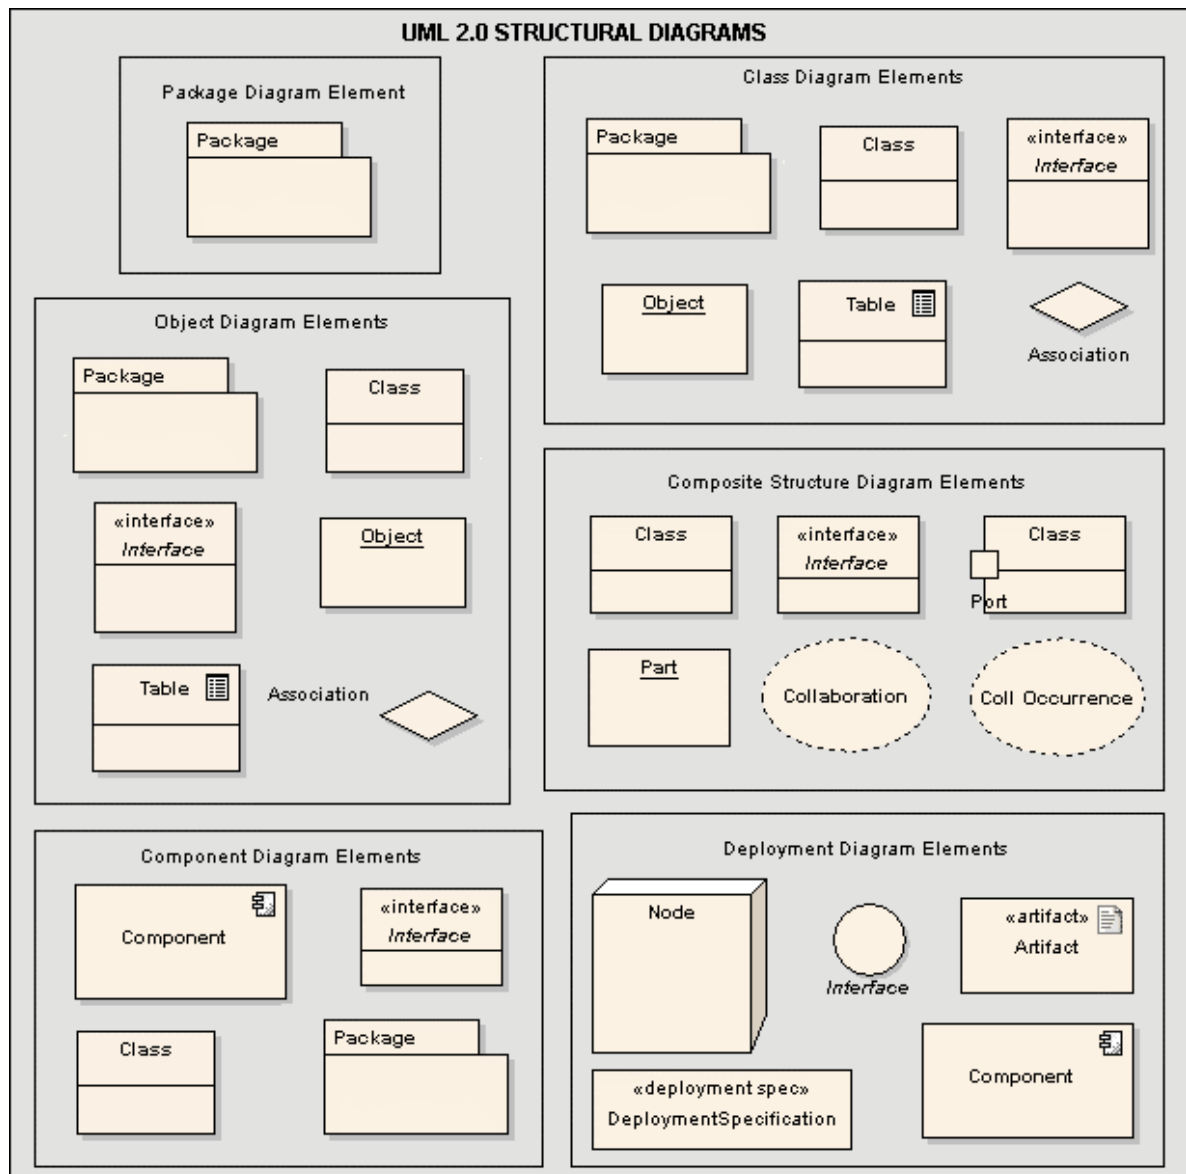 UML 2.0 STRUCTURAL DIAGRAMS
Package Diagram Element
Package
Class Diagram Elements
Package
Class
«interface»
Interface
Object
Table
Association
Object Diagram Elements
Package
Class
«interface»
Interface
Object
Table
Association
Composite Structure Diagram Elements
Class
«interface»
Interface
Class
Port
Part
Collaboration
Coll Occurrence
Component Diagram Elements
Component
«interface»
Interface
Class
Package
Deployment Diagram Elements
Node
Interface
«artifact»
Artifact
«deployment spec»
DeploymentSpecification
Component